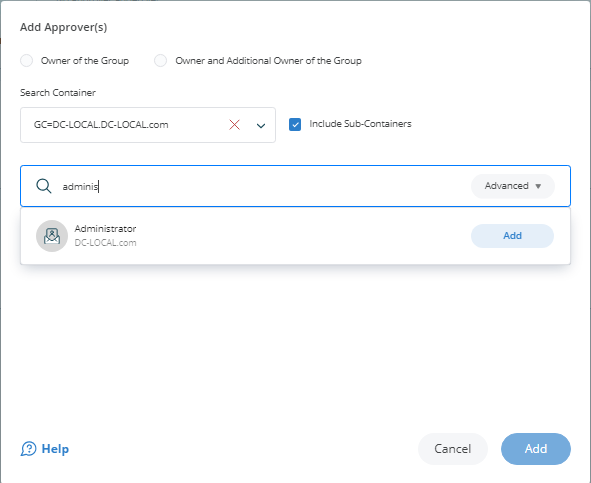 Add Approver(s)
Owner of the Group Owner and Additional Owner of the Group
Search Container
GC=DC-LOCAL.DC-LOCAL.com Include Sub-Containers
adminis Advanced
Administrator
DC-LOCAL.com
Add
Help Cancel Add